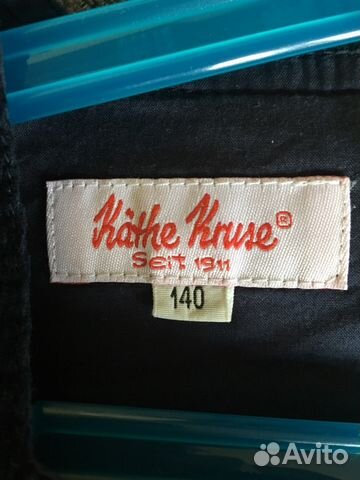 Käthe Kruse®
Seit 1911
140
Avito